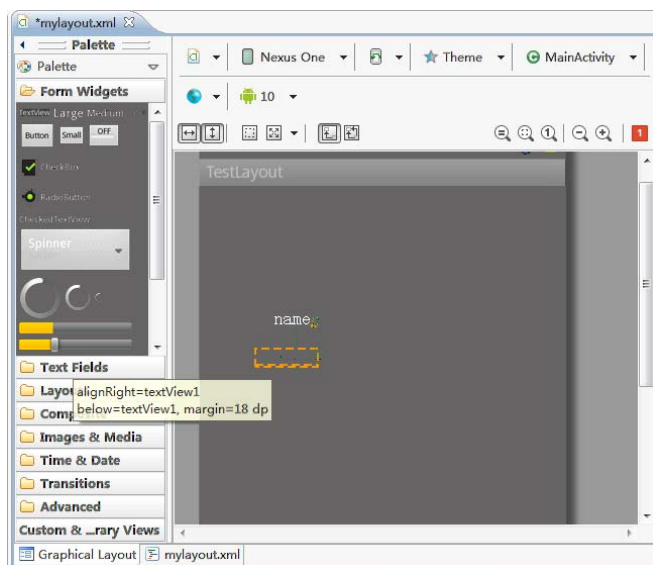 *mylayout.xml
Palette
Palette
Nexus One
Theme
MainActivity
Form Widgets
10
TextView Large Medium
Button Small OFF
1
CheckBox
TestLayout
RadioButton
CheckedTextView
Spinner
name
Text Fields
Layou
alignRight=textView1
below=textView1, margin=18 dp
Images & Media
Time & Date
Transitions
Advanced
Custom & ...rary Views
Graphical Layout
mylayout.xml